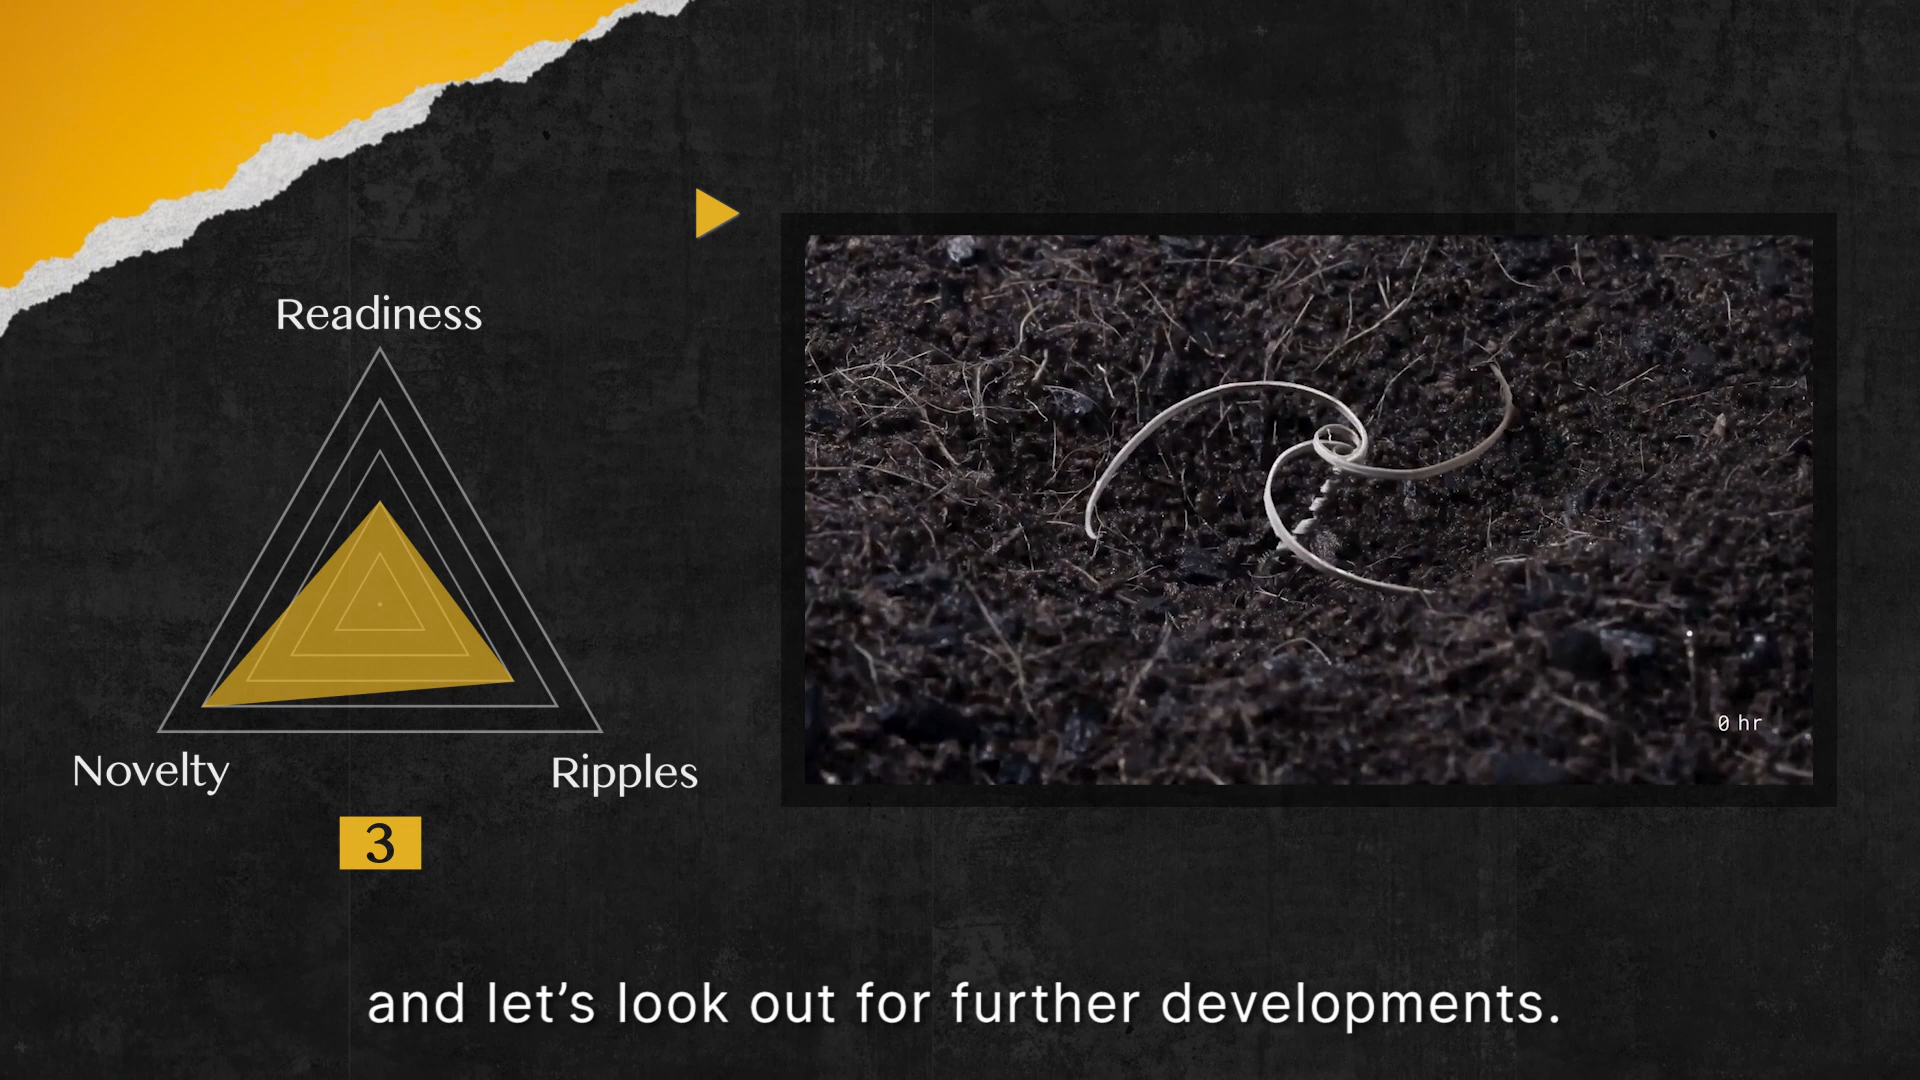 Readiness
Novelty
Ripples
3
0 hr
and let’s look out for further developments.